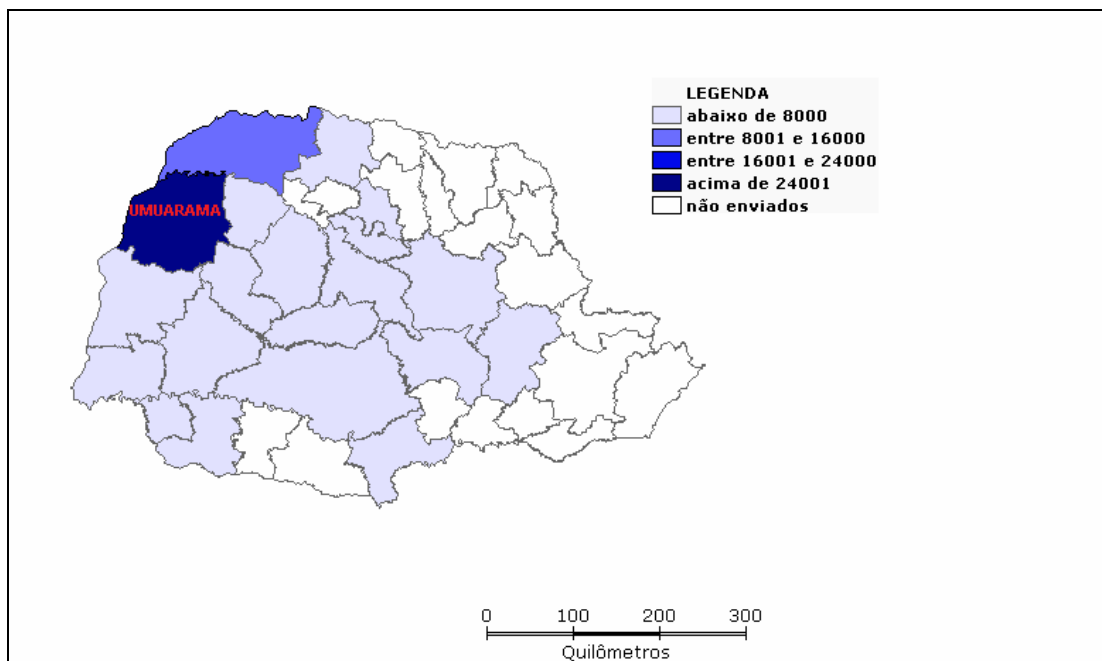 LEGENDA
abaixo de 8000
entre 8001 e 16000
entre 16001 e 24000
acima de 24001
não enviados
UMUARAMA
0 100 200 300
Quilômetros